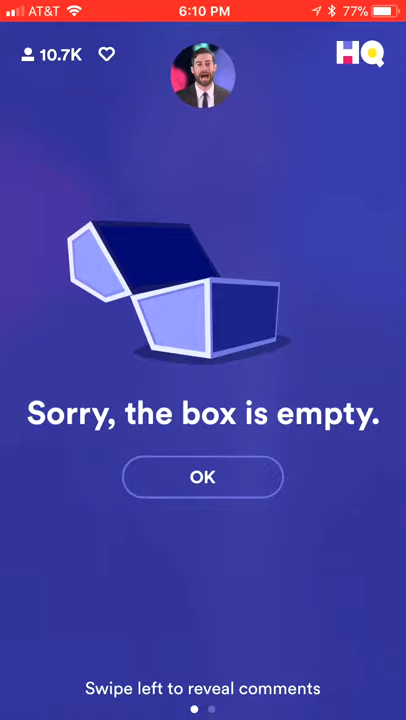 AT&T 6:10 PM 77%
10.7K HQ
Sorry, the box is empty.
OK
Swipe left to reveal comments